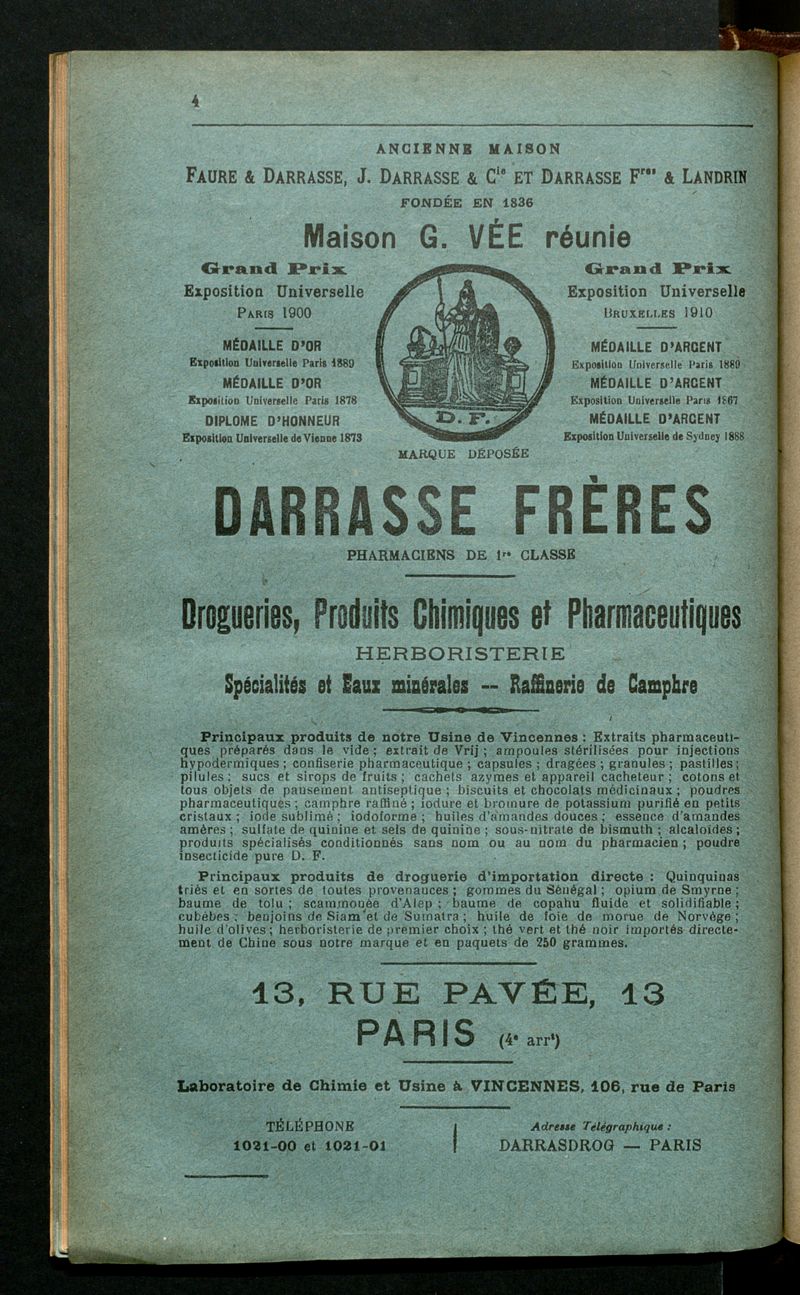 4
ANCIENNE MAISON
FAURE & DARRASSE, J. DARRASSE & Cie ET DARRASSE Fres & LANDRIN
FONDÉE EN 1836
Maison G. VÉE réunie
Grand Prix
Exposition Universelle
PARIS 1900
MÉDAILLE D'OR
Exposition Universelle Paris 1889
MÉDAILLE D'OR
Exposition Universelle Paris 1878
DIPLOME D'HONNEUR
Exposition Universelle de Vienne 1873
D. F.
MARQUE DÉPOSÉE
Grand Prix
Exposition Universelle
BRUXELLES 1910
MÉDAILLE D'ARGENT
Exposition Universelle Paris 1889
MÉDAILLE D'ARGENT
Exposition Universelle Paris 1867
MÉDAILLE D'ARGENT
Exposition Universelle de Sydney 1888
DARRASSE FRÈRES
PHARMACIENS DE 1re CLASSE
Drogueries, Produits Chimiques et Pharmaceutiques
HERBORISTERIE
Spécialités et Eaux minérales -- Raffinerie de Camphre
Principaux produits de notre Usine de Vincennes : Extraits pharmaceuti-
ques préparés dans le vide ; extrait de Vrij ; ampoules stérilisées pour injections
hypodermiques ; confiserie pharmaceutique ; capsules ; dragées ; granules ; pastilles ;
pilules ; sucs et sirops de fruits ; cachets azymes et appareil cacheteur ; cotons et
tous objets de pansement antiseptique ; biscuits et chocolats médicinaux ; poudres
pharmaceutiques ; camphre raffiné ; iodure et bromure de potassium purifié en petits
cristaux ; iode sublimé ; iodoforme ; huiles d'amandes douces ; essence d'amandes
amères ; sulfate de quinine et sels de quinine ; sous-nitrate de bismuth ; alcaloïdes ;
produits spécialisés conditionnés sans nom ou au nom du pharmacien ; poudre
insecticide pure D. F.
Principaux produits de droguerie d'importation directe : Quinquinas
triés et en sortes de toutes provenances ; gommes du Sénégal ; opium de Smyrne ;
baume de tolu ; scammonée d'Alep ; baume de copahu fluide et solidifiable ;
cubèbes ; benjoins de Siam et de Sumatra ; huile de foie de morue de Norvège ;
huile d'olives ; herboristerie de premier choix ; thé vert et thé noir importés directe-
ment de Chine sous notre marque et en paquets de 250 grammes.
13, RUE PAVÉE, 13
PARIS (4e arrt)
Laboratoire de Chimie et Usine à VINCENNES, 106, rue de Paris
TÉLÉPHONE
1021-00 et 1021-01
Adresse Télégraphique :
DARRASDROG — PARIS